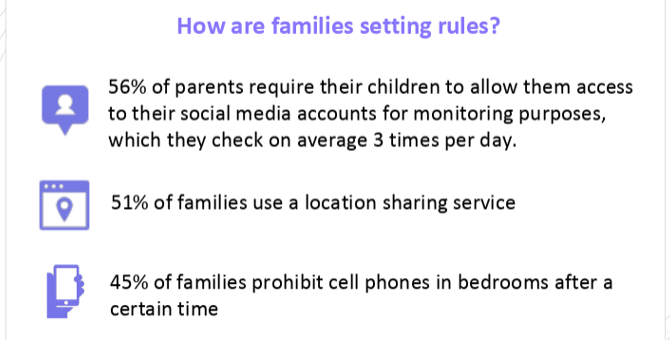 How are families setting rules?
56% of parents require their children to allow them access
to their social media accounts for monitoring purposes,
which they check on average 3 times per day.
51% of families use a location sharing service
45% of families prohibit cell phones in bedrooms after a
certain time